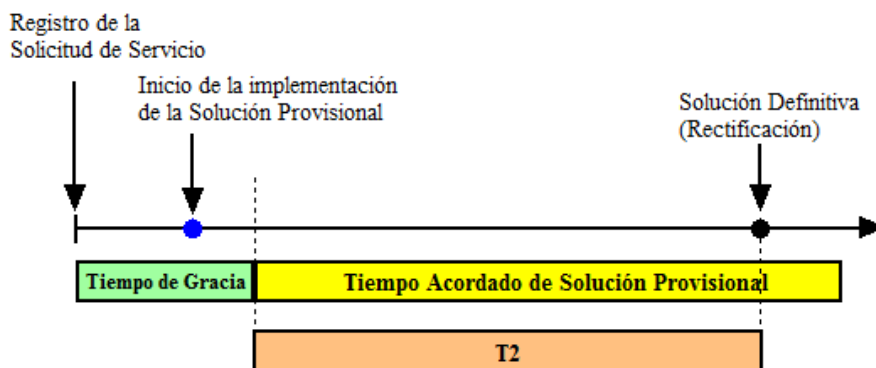 Registro de la
Solicitud de Servicio
Inicio de la implementación
de la Solución Provisional
Solución Definitiva
(Rectificación)
Tiempo de Gracia
Tiempo Acordado de Solución Provisional
T2